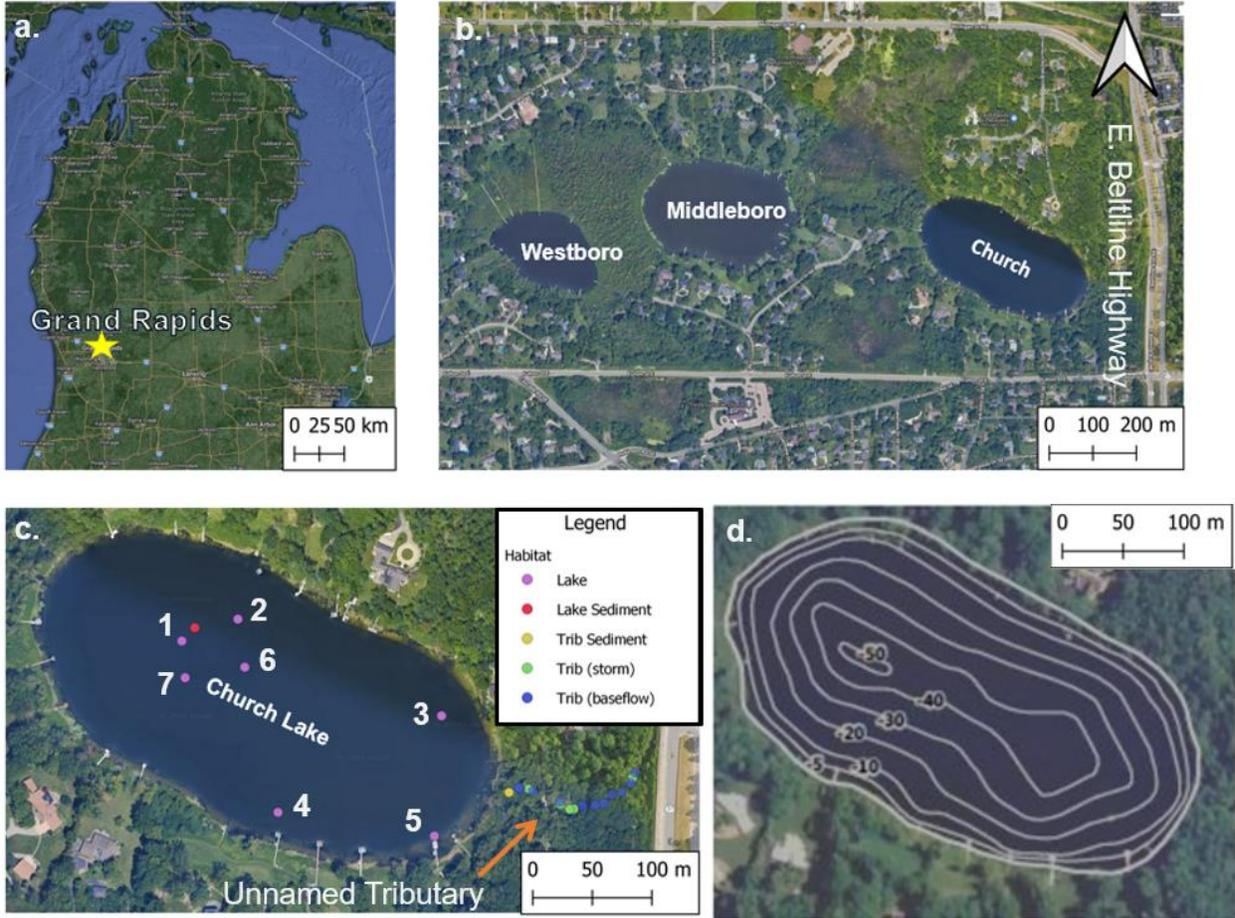 a.
Grand Rapids
0 25 50 km
b.
Westboro
Middleboro
Church
E. Beltline Highway
0 100 200 m
c.
1
2
6
7
3
4
5
Church Lake
Unnamed Tributary
Legend
Habitat
Lake
Lake Sediment
Trib Sediment
Trib (storm)
Trib (baseflow)
0 50 100 m
d.
0 50 100 m
-50
-40
-30
-20
-10
-5